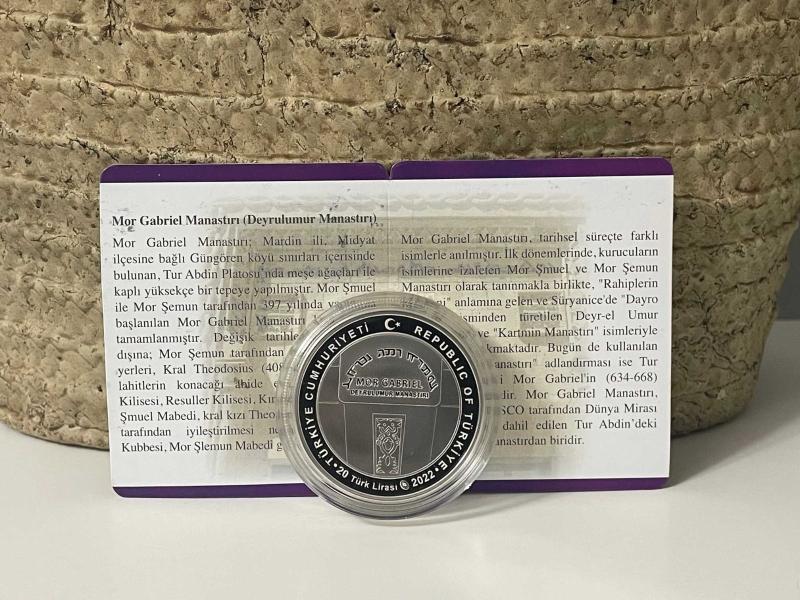 Mor Gabriel Manastırı (Deyrulumur Manastırı)
Mor Gabriel Manastırı; Mardin ili, Midyat
ilçesine bağlı Güngören köyü sınırları içerisinde
bulunan, Tur Abdin Platosu'nda meşe ağaçları ile
kaplı yüksekçe bir tepeye yapılmıştır. Mor Şmuel
ile Mor Şemun tarafından 397 yılında
başlanılan Mor Gabriel Manastırı
tamamlanmıştır. Değişik
dışına; Mor Şemun tarafından
yerleri, Kral Theodosius
lahitlerin konacağı abide
Kilisesi, Resuller Kilisesi,
Şmuel Mabedi, kral kızı
tarafından iyileştirilmesi
Kubbesi, Mor Şlemun Mabedi
Mor Gabriel Manastırı, tarihsel süreçte farklı
isimlerle anılmıştır. İlk dönemlerinde, kurucuların
isimlerine izafeten Mor Şmuel ve Mor Şemun
Manastırı olarak tanınmakla birlikte, "Rahiplerin
anlamına gelen ve Süryanice'de "Dayro
isminden türetilen Deyr-el Umur
ve "Kartmin Manastırı" isimleriyle
Bugün de kullanılan
adlandırması ise Tur
Mor Gabriel'in (634-668)
Mor Gabriel Manastırı,
tarafından Dünya Mirası
dahil edilen Tur Abdin'deki
biridir.
TÜRKİYE CUMHURİYETİ REPUBLIC OF TÜRKİYE
MOR GABRIEL
DEYRULUMUR MANASTIRI
20 Türk Lirası 2022